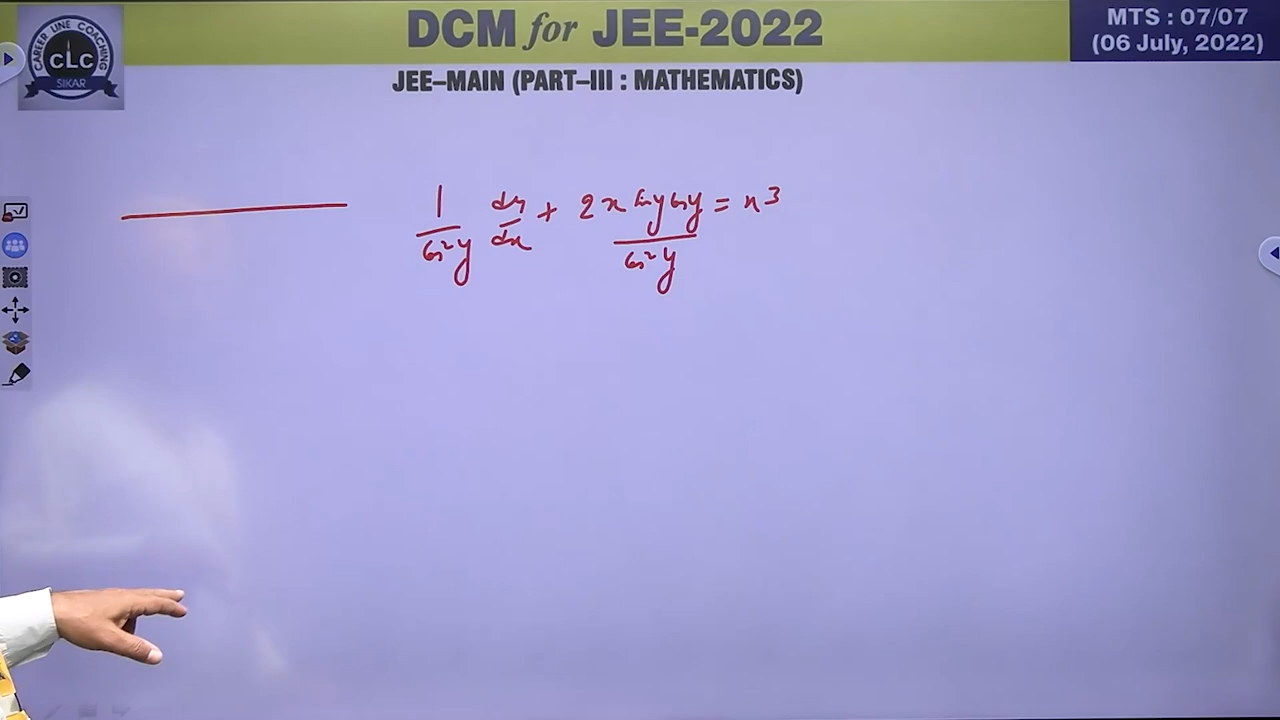 DCM for JEE-2022
MTS : 07/07
(06 July, 2022)
CAREER LINE COACHING
CLC
SIKAR
JEE–MAIN (PART–III : MATHEMATICS)
1/cos²y dy/dx + 2x siny cosy/cos²y = x³